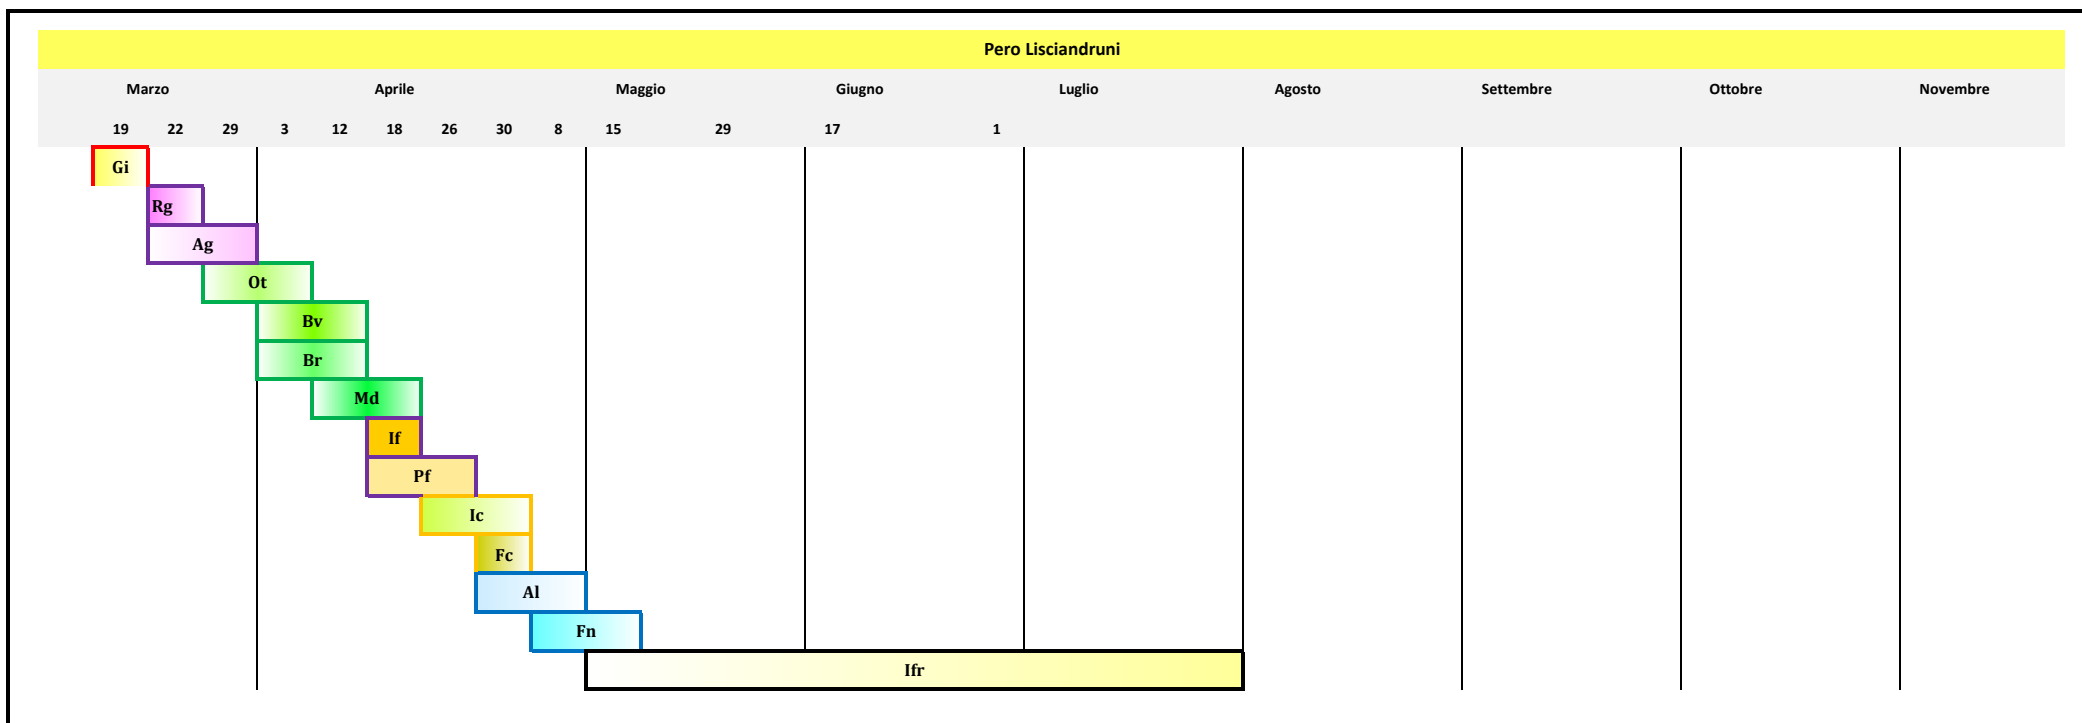 Pero Lisciandruni
Marzo Aprile Maggio Giugno Luglio Agosto Settembre Ottobre Novembre
19 22 29 3 12 18 26 30 8 15 29 17 1
Gi
Rg
Ag
Ot
Bv
Br
Md
If
Pf
Ic
Fc
Al
Fn
Ifr